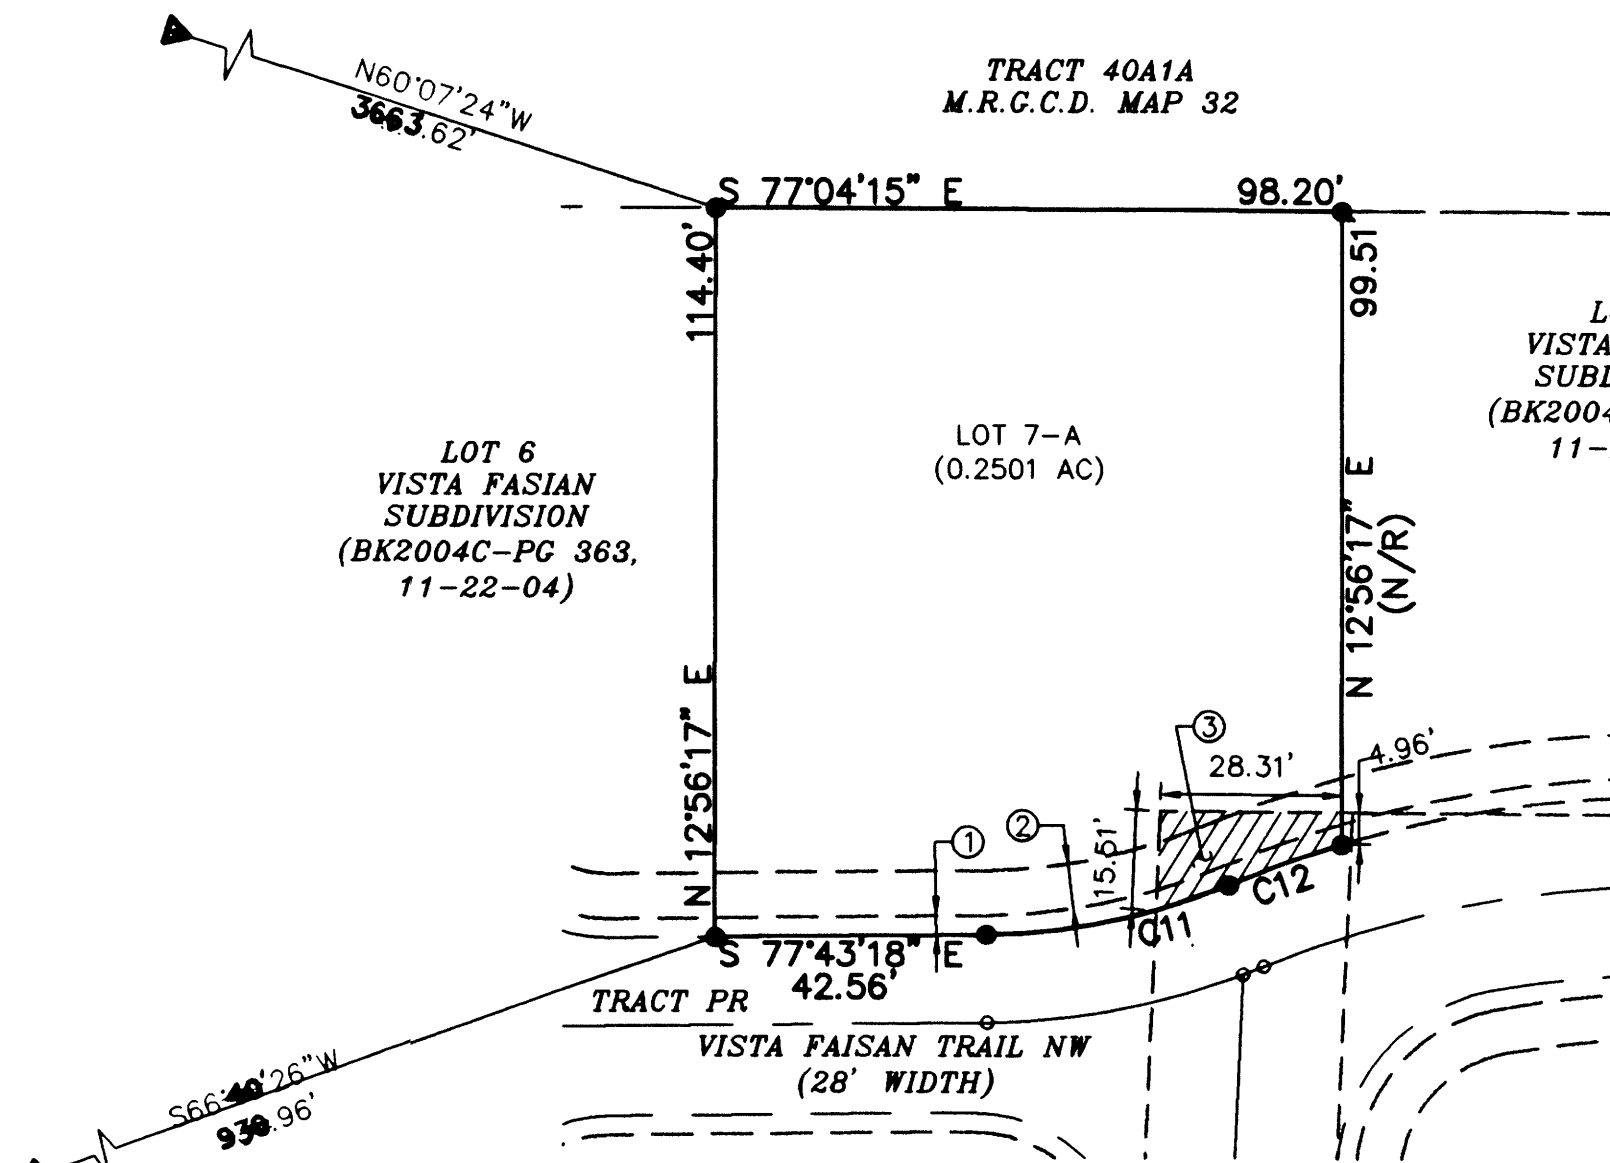 N60°07'24"W
3663.62'
TRACT 40A1A
M.R.G.C.D. MAP 32
S 77°04'15" E 98.20'
114.40'
99.51'
LOT 7-A
(0.2501 AC)
LOT 6
VISTA FASIAN
SUBDIVISION
(BK2004C-PG 363,
11-22-04)
L
VISTA
SUBD
(BK2004
11-
N 12°56'17" E
N 12°56'17" E
(N/R)
3
28.31'
4.96'
1
2
15.51'
C12
C11
S 77°43'18" E
42.56'
TRACT PR
VISTA FAISAN TRAIL NW
(28' WIDTH)
S66°40'26"W
.96'